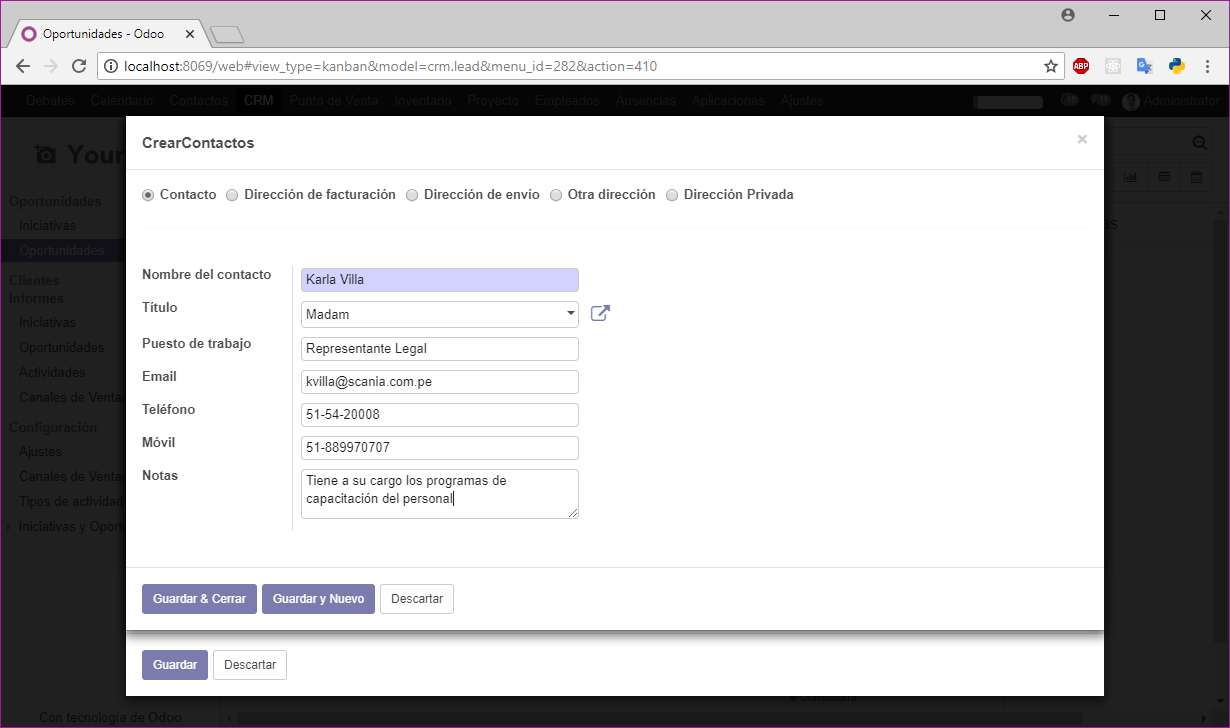 Oportunidades - Odoo
localhost:8069/web#view_type=kanban&model=crm.lead&menu_id=282&action=410
ABP
Debates Calendario Contactos CRM Punto de Venta Inventario Proyecto Empleados Ausencias Aplicaciones Ajustes Administrator
Your
CrearContactos ×
Contacto Dirección de facturación Dirección de envío Otra dirección Dirección Privada
Oportunidades
Iniciativas
Oportunidades
Clientes
Informes
Iniciativas
Oportunidades
Actividades
Canales de Ventas
Configuración
Ajustes
Canales de Ventas
Tipos de actividad
Iniciativas y Oport
Nombre del contacto Karla Villa
Título Madam
Puesto de trabajo Representante Legal
Email kvilla@scania.com.pe
Teléfono 51-54-20008
Móvil 51-889970707
Notas Tiene a su cargo los programas de
capacitación del personal
Guardar & Cerrar Guardar y Nuevo Descartar
Guardar Descartar
Con tecnología de Odoo